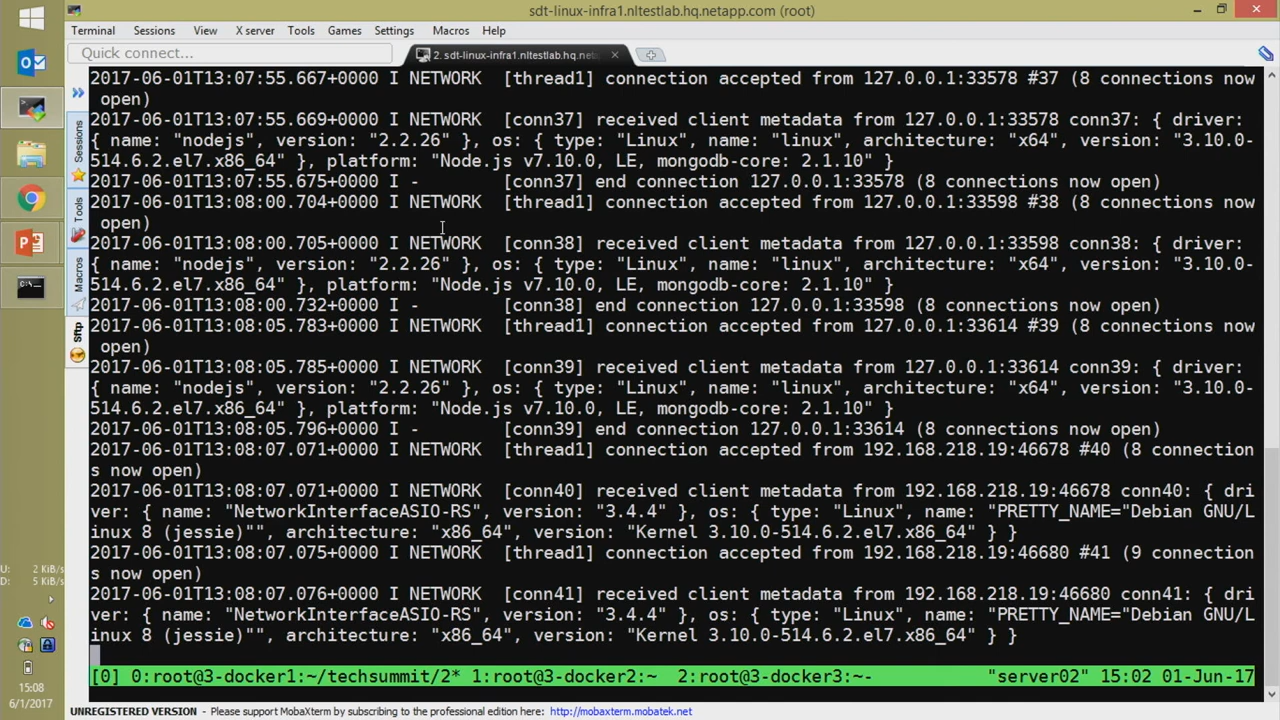 sdt-linux-infra1.nltestlab.hq.netapp.com (root)
Terminal Sessions View X server Tools Games Settings Macros Help
Quick connect...
2. sdt-linux-infra1.nltestlab.hq.neta
Sessions
Tools
Macros
Sftp
2017-06-01T13:07:55.667+0000 I NETWORK  [thread1] connection accepted from 127.0.0.1:33578 #37 (8 connections now
 open)
2017-06-01T13:07:55.669+0000 I NETWORK  [conn37] received client metadata from 127.0.0.1:33578 conn37: { driver:
{ name: "nodejs", version: "2.2.26" }, os: { type: "Linux", name: "linux", architecture: "x64", version: "3.10.0-
514.6.2.el7.x86_64" }, platform: "Node.js v7.10.0, LE, mongodb-core: 2.1.10" }
2017-06-01T13:07:55.675+0000 I -        [conn37] end connection 127.0.0.1:33578 (8 connections now open)
2017-06-01T13:08:00.704+0000 I NETWORK  [thread1] connection accepted from 127.0.0.1:33598 #38 (8 connections now
 open)
2017-06-01T13:08:00.705+0000 I NETWORK  [conn38] received client metadata from 127.0.0.1:33598 conn38: { driver:
{ name: "nodejs", version: "2.2.26" }, os: { type: "Linux", name: "linux", architecture: "x64", version: "3.10.0-
514.6.2.el7.x86_64" }, platform: "Node.js v7.10.0, LE, mongodb-core: 2.1.10" }
2017-06-01T13:08:00.732+0000 I -        [conn38] end connection 127.0.0.1:33598 (8 connections now open)
2017-06-01T13:08:05.783+0000 I NETWORK  [thread1] connection accepted from 127.0.0.1:33614 #39 (8 connections now
 open)
2017-06-01T13:08:05.785+0000 I NETWORK  [conn39] received client metadata from 127.0.0.1:33614 conn39: { driver:
{ name: "nodejs", version: "2.2.26" }, os: { type: "Linux", name: "linux", architecture: "x64", version: "3.10.0-
514.6.2.el7.x86_64" }, platform: "Node.js v7.10.0, LE, mongodb-core: 2.1.10" }
2017-06-01T13:08:05.796+0000 I -        [conn39] end connection 127.0.0.1:33614 (8 connections now open)
2017-06-01T13:08:07.071+0000 I NETWORK  [thread1] connection accepted from 192.168.218.19:46678 #40 (8 connection
s now open)
2017-06-01T13:08:07.071+0000 I NETWORK  [conn40] received client metadata from 192.168.218.19:46678 conn40: { dri
ver: { name: "NetworkInterfaceASIO-RS", version: "3.4.4" }, os: { type: "Linux", name: "PRETTY_NAME="Debian GNU/L
inux 8 (jessie)"", architecture: "x86_64", version: "Kernel 3.10.0-514.6.2.el7.x86_64" } }
2017-06-01T13:08:07.075+0000 I NETWORK  [thread1] connection accepted from 192.168.218.19:46680 #41 (9 connection
s now open)
2017-06-01T13:08:07.076+0000 I NETWORK  [conn41] received client metadata from 192.168.218.19:46680 conn41: { dri
ver: { name: "NetworkInterfaceASIO-RS", version: "3.4.4" }, os: { type: "Linux", name: "PRETTY_NAME="Debian GNU/L
inux 8 (jessie)"", architecture: "x86_64", version: "Kernel 3.10.0-514.6.2.el7.x86_64" } }
[0] 0:root@3-docker1:~/techsummit/2* 1:root@3-docker2:~  2:root@3-docker3:~-          "server02" 15:02 01-Jun-17
U: 2 KiB/s
D: 5 KiB/s
15:08
6/1/2017
UNREGISTERED VERSION - Please support MobaXterm by subscribing to the professional edition here: http://mobaxterm.mobatek.net